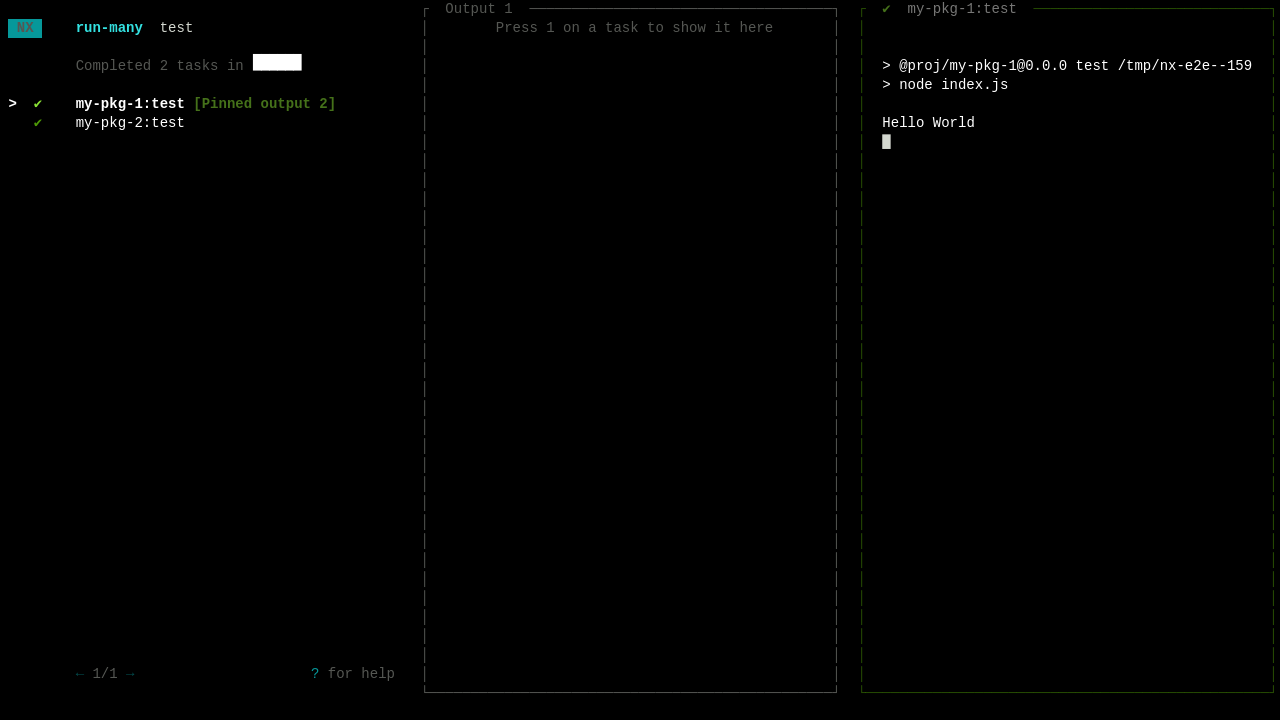 NX run-many test
Completed 2 tasks in
> ✔ my-pkg-1:test [Pinned output 2]
✔ my-pkg-2:test
← 1/1 → ? for help
Output 1
Press 1 on a task to show it here
✔ my-pkg-1:test
> @proj/my-pkg-1@0.0.0 test /tmp/nx-e2e--159
> node index.js
Hello World